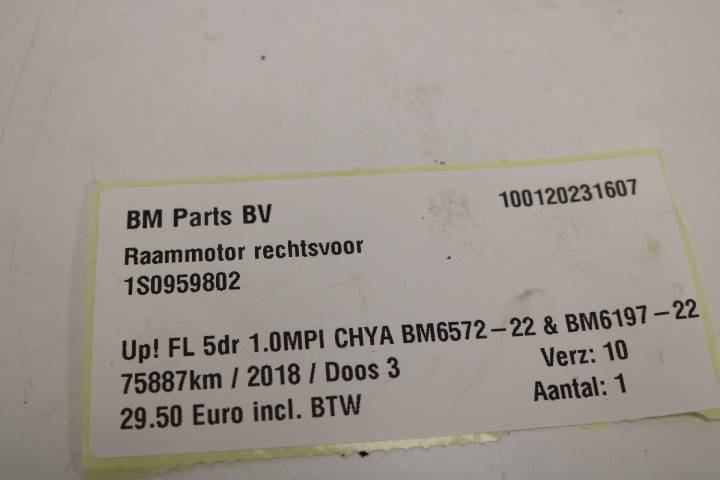 BM Parts BV
100120231607
Raammotor rechtsvoor
1S0959802
Up! FL 5dr 1.0MPI CHYA BM6572-22 & BM6197-22
75887km / 2018 / Doos 3
Verz: 10
29.50 Euro incl. BTW
Aantal: 1